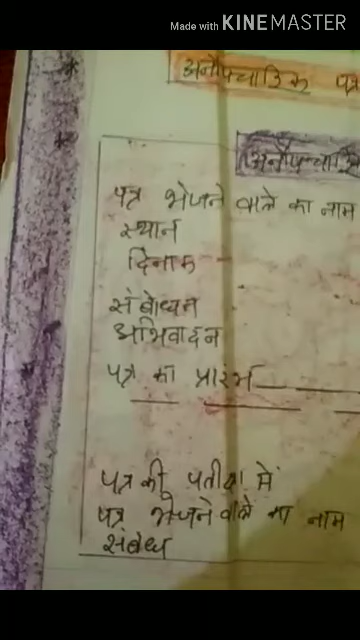 Made with KINEMASTER
अनौपचारिक पत्र
अनौपचारि
पत्र भेजने वाले का नाम
स्थान
दिनाक
संबोधन
अभिवादन
पत्र का प्रारंभ
पत्र की प्रतीक्षा में
पत्र भेजने वाले का नाम
संबंध